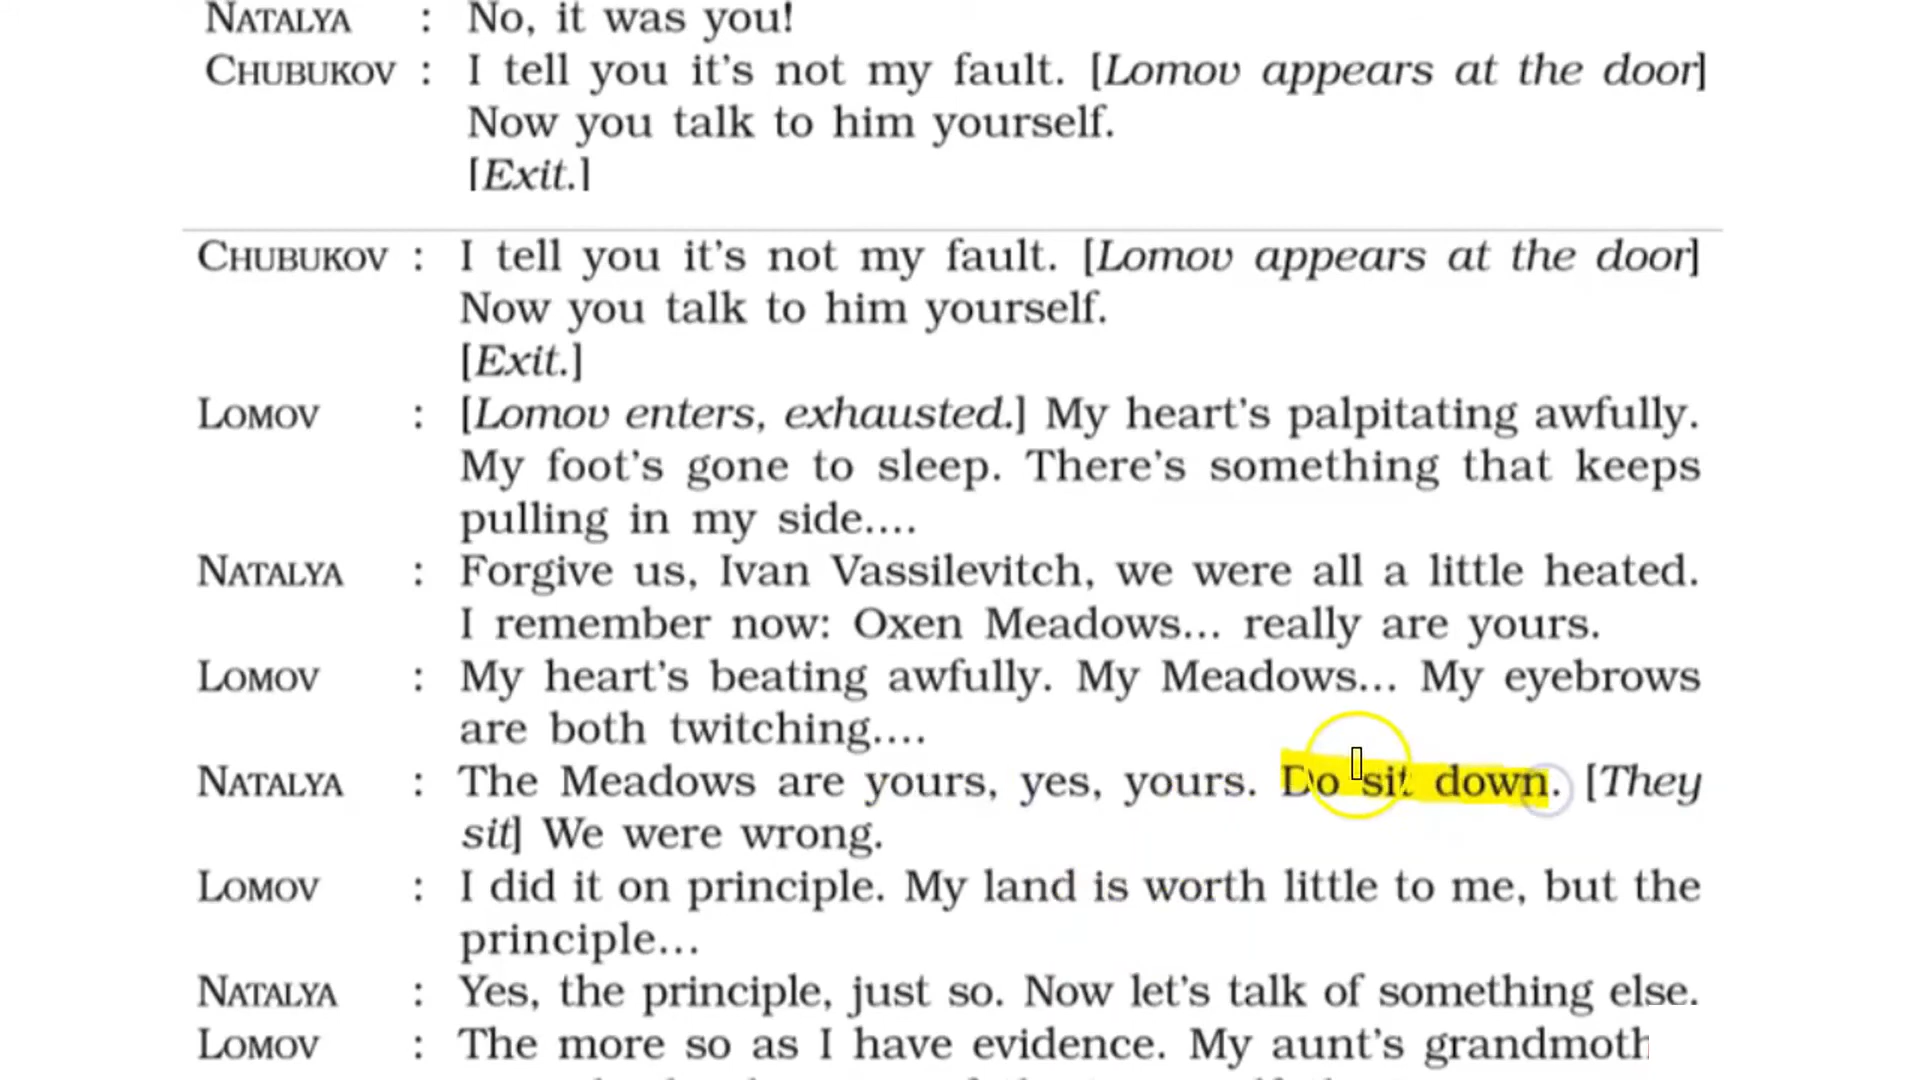 NATALYA : No, it was you!
CHUBUKOV : I tell you it's not my fault. [Lomov appears at the door]
Now you talk to him yourself.
[Exit.]
CHUBUKOV : I tell you it's not my fault. [Lomov appears at the door]
Now you talk to him yourself.
[Exit.]
LOMOV : [Lomov enters, exhausted.] My heart's palpitating awfully.
My foot's gone to sleep. There's something that keeps
pulling in my side....
NATALYA : Forgive us, Ivan Vassilevitch, we were all a little heated.
I remember now: Oxen Meadows... really are yours.
LOMOV : My heart's beating awfully. My Meadows... My eyebrows
are both twitching....
NATALYA : The Meadows are yours, yes, yours. Do sit down. [They
sit] We were wrong.
LOMOV : I did it on principle. My land is worth little to me, but the
principle...
NATALYA : Yes, the principle, just so. Now let's talk of something else.
LOMOV : The more so as I have evidence. My aunt's